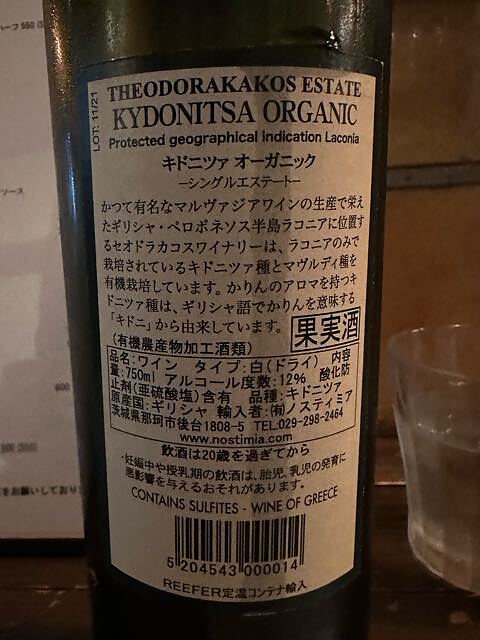 ハーフ 550
ソース
LOT: 11/21
THEODORAKAKOS ESTATE
KYDONITSA ORGANIC
Protected geographical indication Laconia
キドニツァ オーガニック
—シングルエステート—
かつて有名なマルヴァジアワインの生産で栄え
たギリシャ・ペロポネソス半島ラコニアに位置す
るセオドラカコスワイナリーは、ラコニアのみで
栽培されているキドニツァ種とマヴルディ種を
有機栽培しています。かりんのアロマを持つキ
ドニツァ種は、ギリシャ語でかりんを意味する
「キドニ」から由来しています。
果実酒
(有機農産物加工酒類)
品名:ワイン タイプ:白(ドライ) 内容
量:750ml アルコール度数:12% 酸化防
止剤(亜硫酸塩)含有 品種:キドニツァ
原産国:ギリシャ 輸入者:(有)ノスティミア
茨城県那珂市後台1808-5 TEL:029-298-2464
www.nostimia.com
飲酒は20歳を過ぎてから
・妊娠中や授乳期の飲酒は、胎児、乳児の発育に
悪影響を与えるおそれがあります。
CONTAINS SULFITES - WINE OF GREECE
5 204543 000014
REEFER定温コンテナ輸入